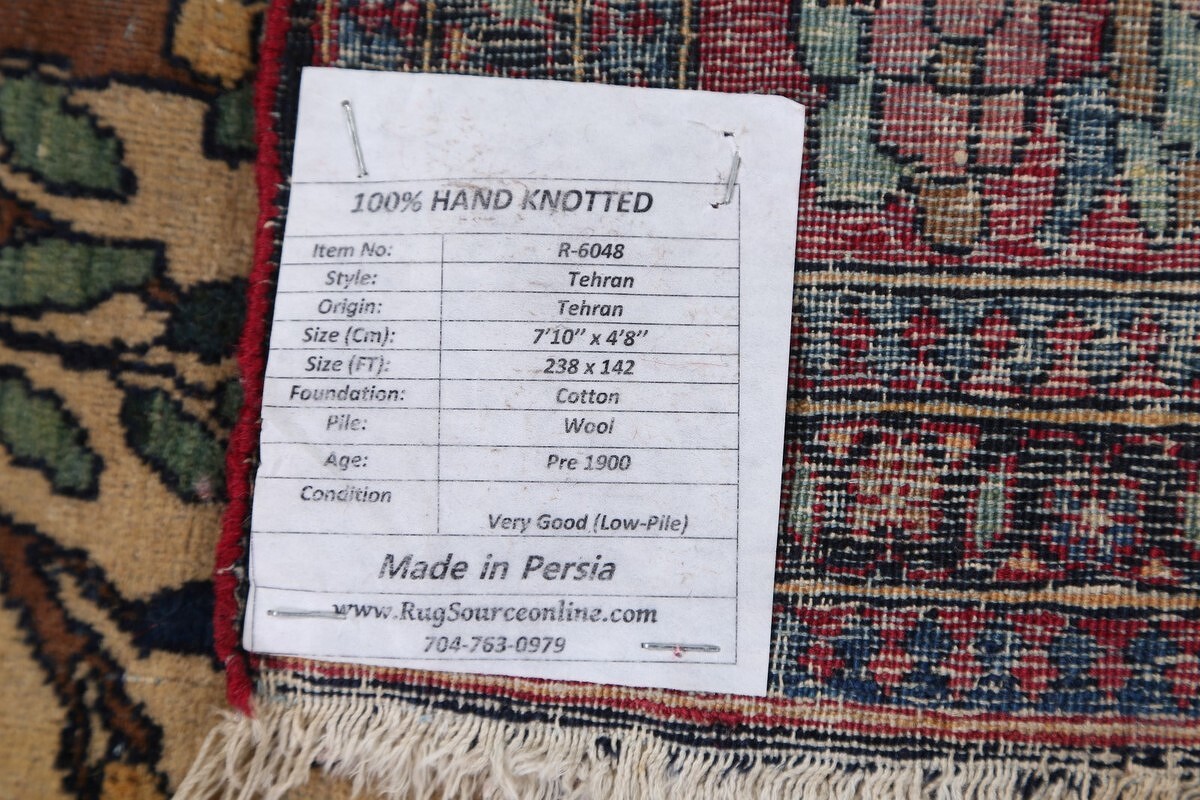 100% HAND KNOTTED
Item No: R-6048
Style: Tehran
Origin: Tehran
Size (Cm): 7'10" x 4'8"
Size (FT): 238 x 142
Foundation: Cotton
Pile: Wool
Age: Pre 1900
Condition
Very Good (Low-Pile)
Made in Persia
www.RugSourceonline.com
704-763-0979